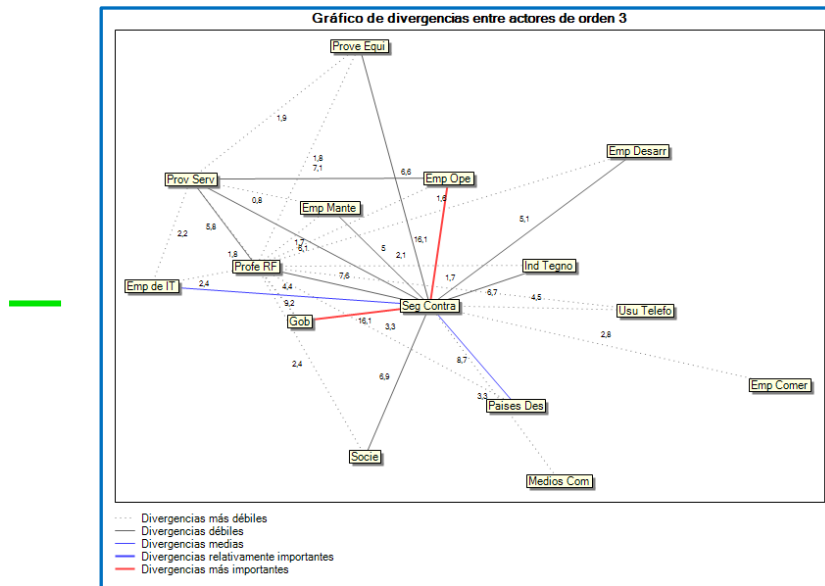 Gráfico de divergencias entre actores de orden 3
Prove Equi
1,9
Emp Desarr
1,8
7,1
6,6
Prov Serv
Emp Ope
0,8
1,6
Emp Mante
5,1
5,8
2,2
16,1
1,7
6,1
5
2,1
1,8
Profe RF
Ind Tegno
7,6
1,7
Emp de IT
2,4
4,4
6,7
4,5
9,2
Seg Contra
Usu Telefo
Gob
16,1
3,3
2,8
2,4
8,7
6,9
Emp Comer
3,3
Paises Des
Socie
Medios Com
Divergencias más débiles
Divergencias débiles
Divergencias medias
Divergencias relativamente importantes
Divergencias más importantes